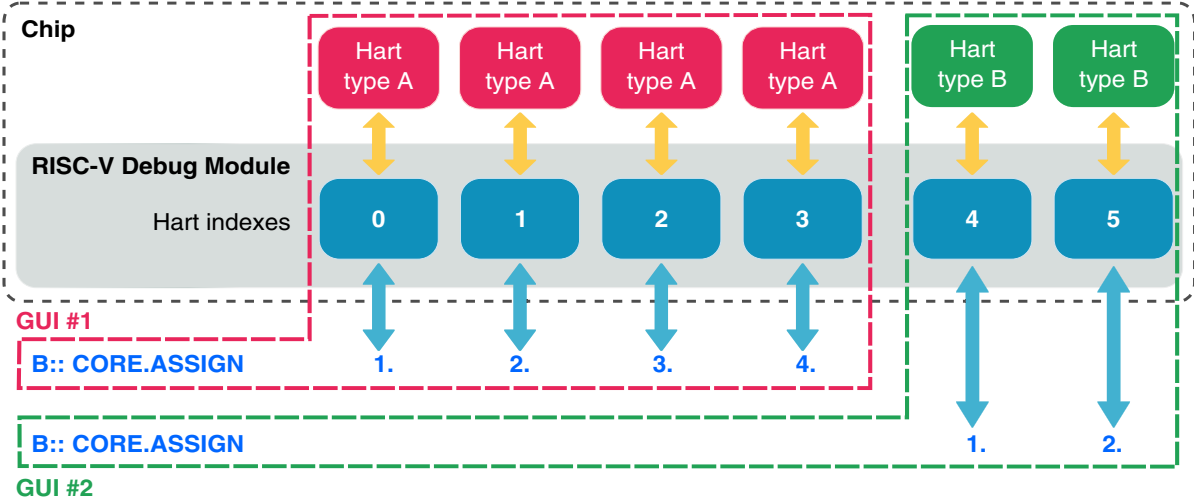 Chip
Hart type A
Hart type A
Hart type A
Hart type A
Hart type B
Hart type B
RISC-V Debug Module
Hart indexes
0 1 2 3 4 5
GUI #1
B:: CORE.ASSIGN 1. 2. 3. 4.
B:: CORE.ASSIGN 1. 2.
GUI #2